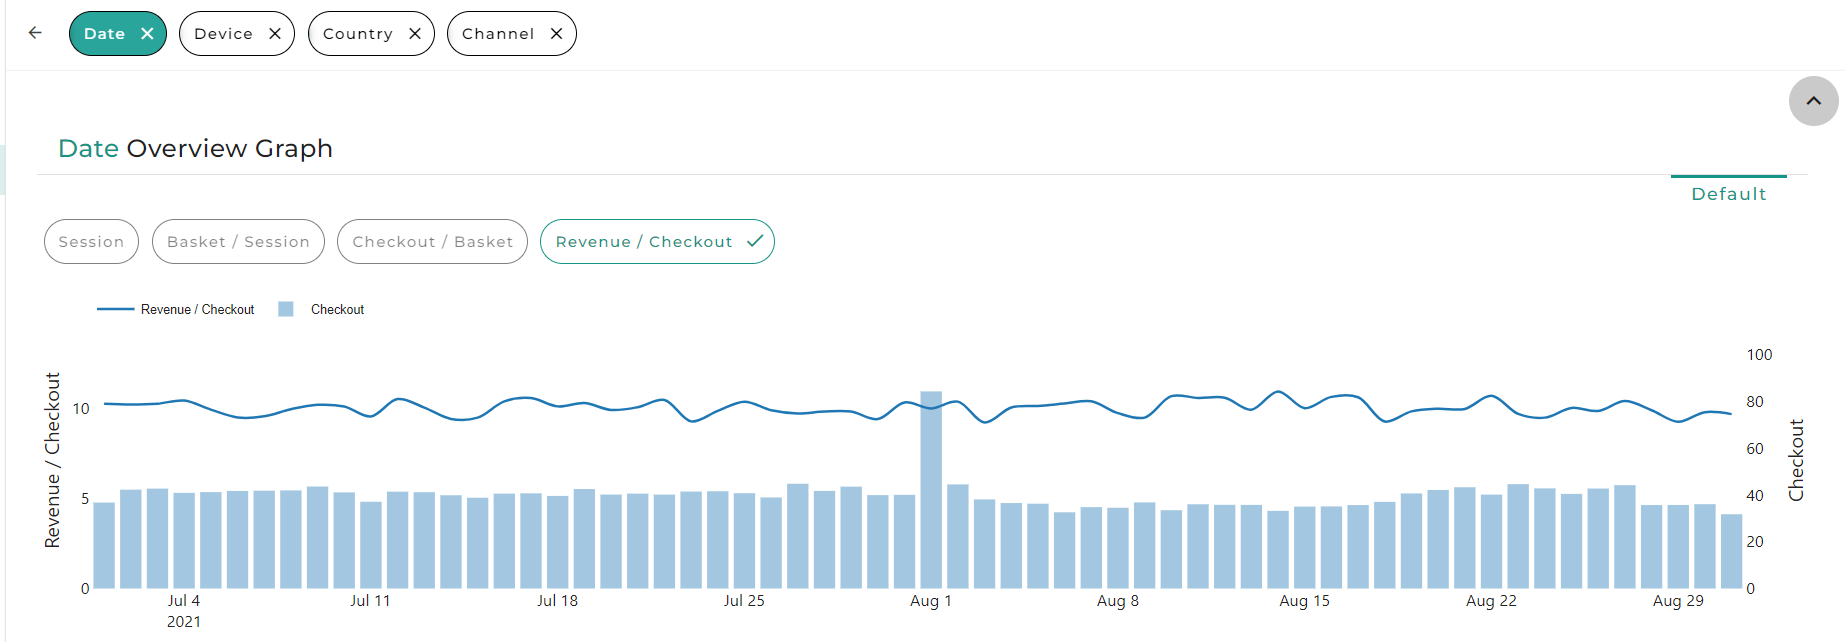 Date Device Country Channel
Date Overview Graph
Default
Session Basket / Session Checkout / Basket Revenue / Checkout
Revenue / Checkout Checkout
Revenue / Checkout
10
5
0
100
80
60
40
20
0
Checkout
Jul 4 Jul 11 Jul 18 Jul 25 Aug 1 Aug 8 Aug 15 Aug 22 Aug 29
2021